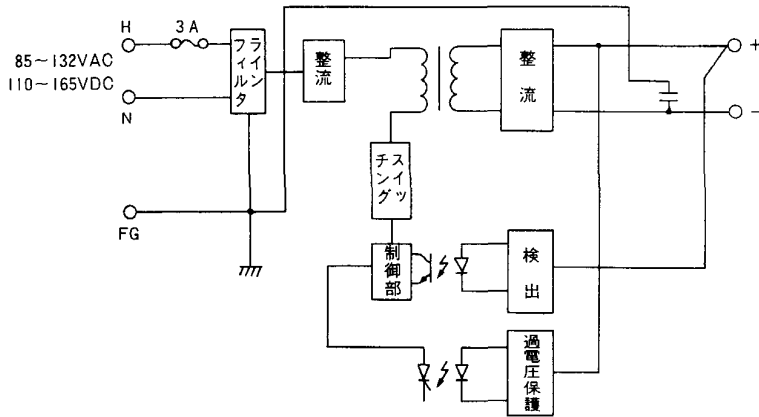 H
3A
85～132VAC
110～165VDC
N
FG
ラインフィルタ
整流
整流
＋
－
スイッチング
制御部
検出
過電圧保護